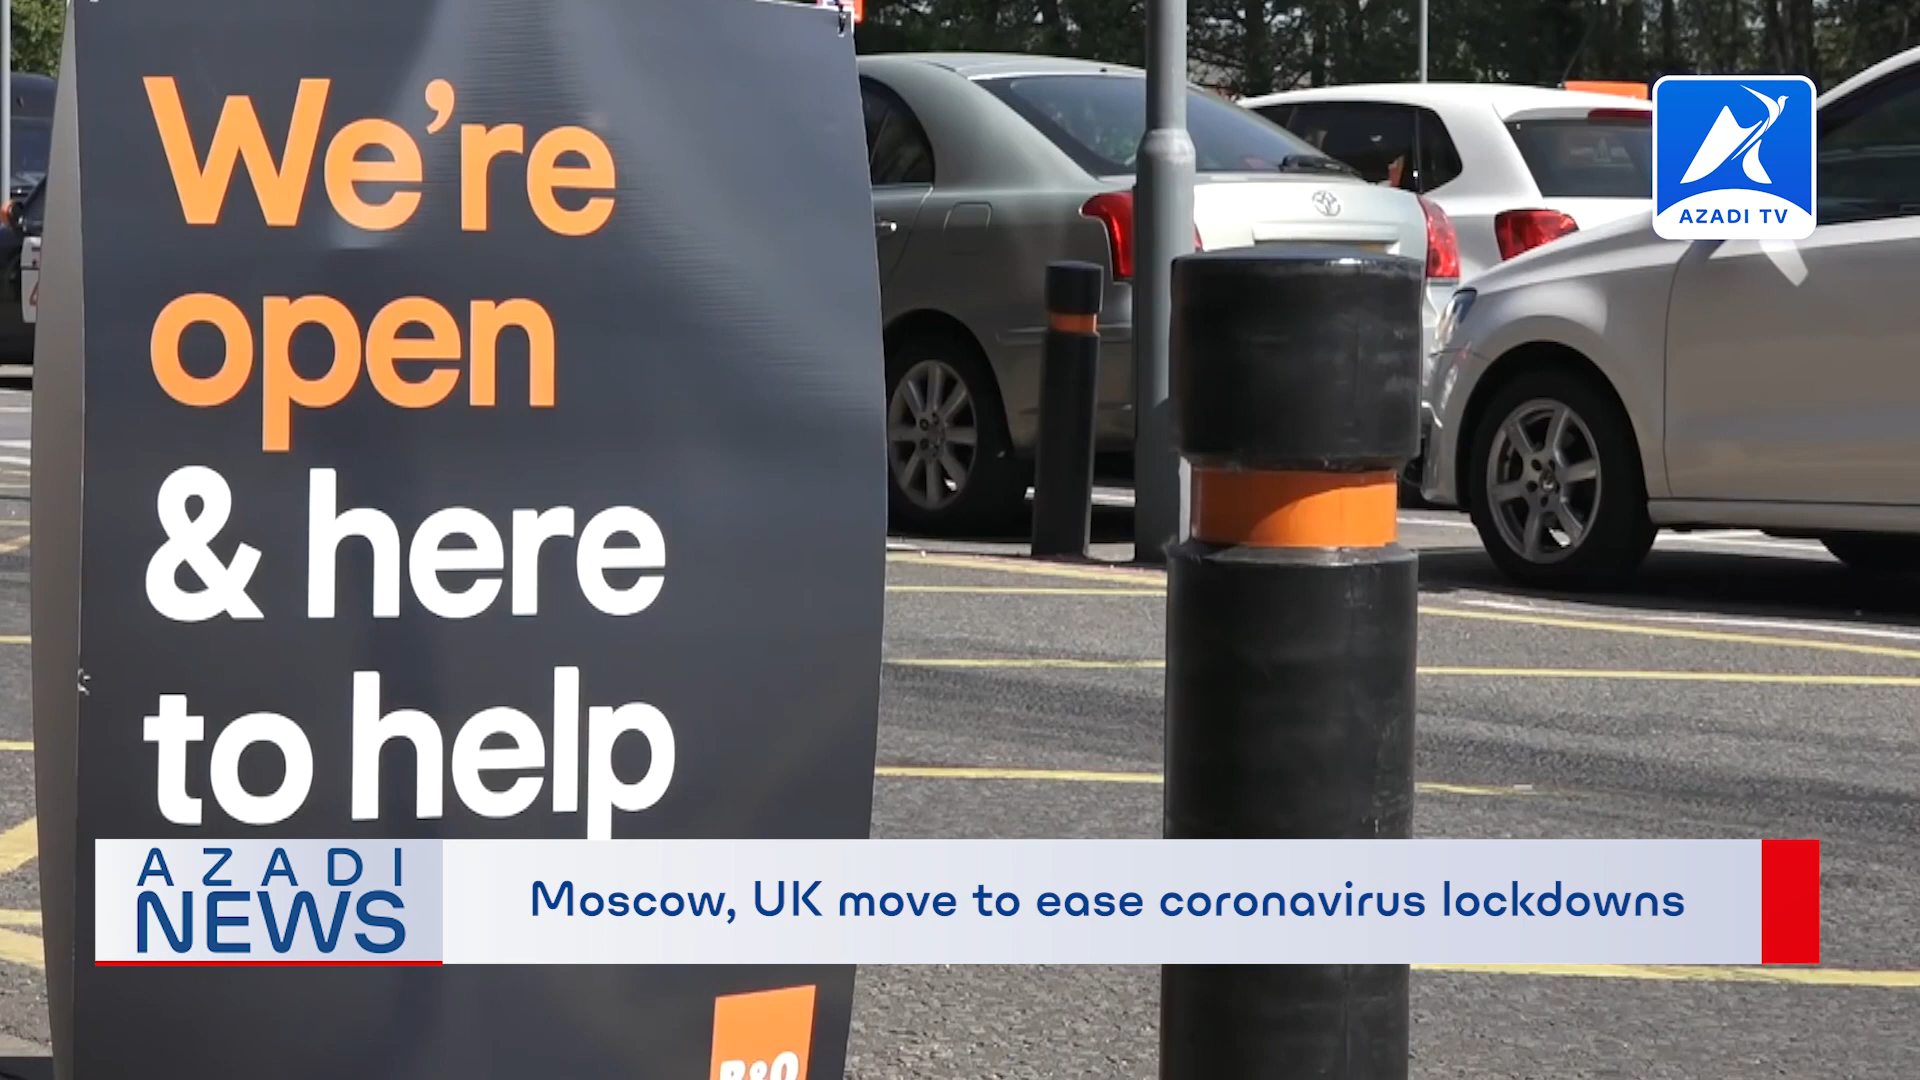 We're
open
& here
to help
AZADI TV
AZADI
NEWS
Moscow, UK move to ease coronavirus lockdowns
B&Q